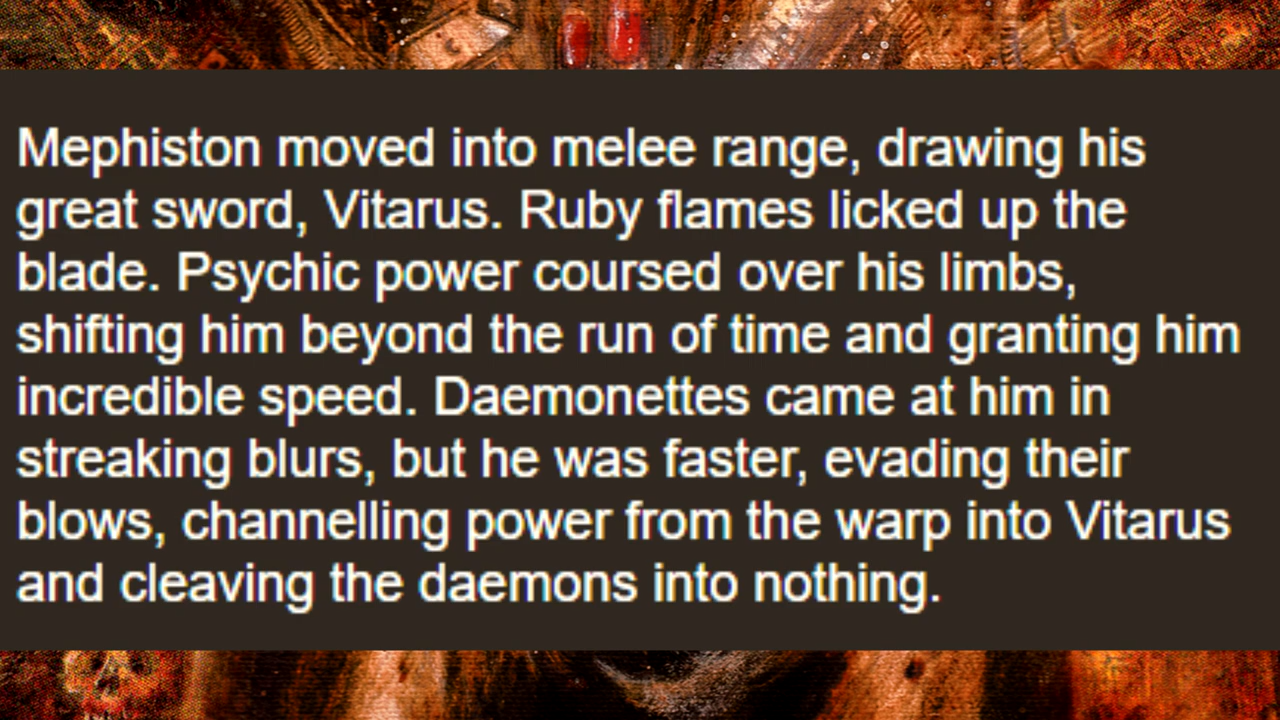 Mephiston moved into melee range, drawing his
great sword, Vitarus. Ruby flames licked up the
blade. Psychic power coursed over his limbs,
shifting him beyond the run of time and granting him
incredible speed. Daemonettes came at him in
streaking blurs, but he was faster, evading their
blows, channelling power from the warp into Vitarus
and cleaving the daemons into nothing.